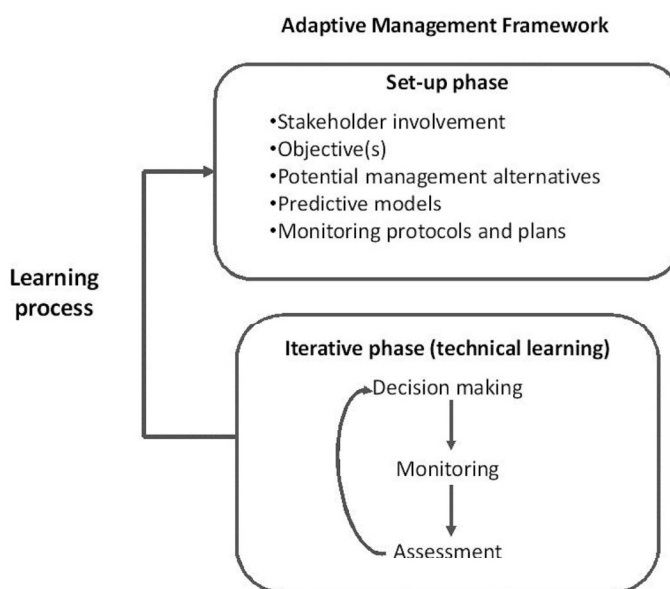 Adaptive Management Framework
Set-up phase
•Stakeholder involvement
•Objective(s)
•Potential management alternatives
•Predictive models
•Monitoring protocols and plans
Learning
process
Iterative phase (technical learning)
Decision making
Monitoring
Assessment